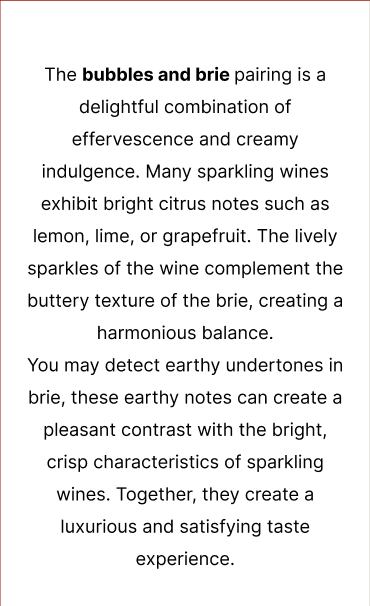 The bubbles and brie pairing is a
delightful combination of
effervescence and creamy
indulgence. Many sparkling wines
exhibit bright citrus notes such as
lemon, lime, or grapefruit. The lively
sparkles of the wine complement the
buttery texture of the brie, creating a
harmonious balance.
You may detect earthy undertones in
brie, these earthy notes can create a
pleasant contrast with the bright,
crisp characteristics of sparkling
wines. Together, they create a
luxurious and satisfying taste
experience.